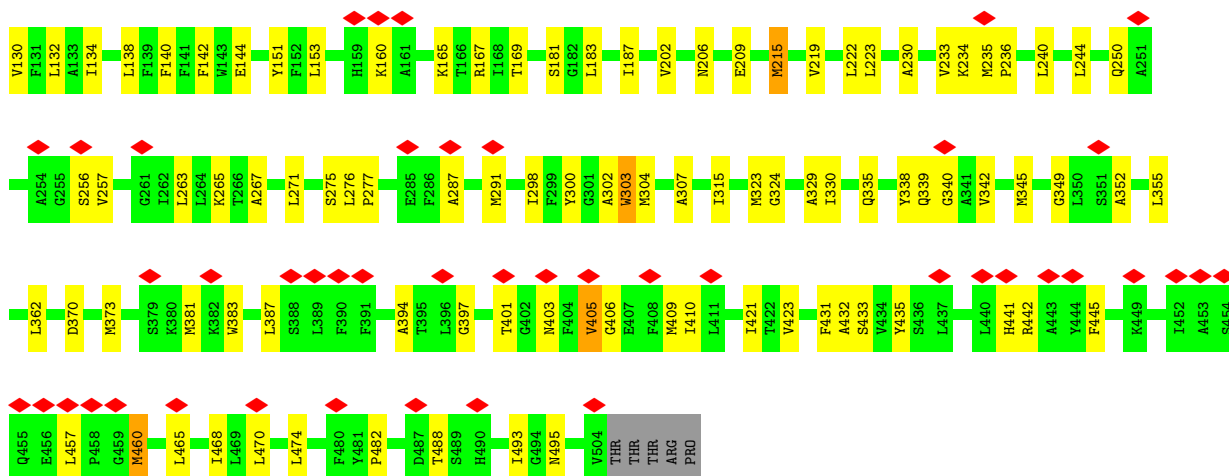 V130 F131 L132 A133 I134 L138 F139 F140 F141 F142 W143 E144 Y151 F152 L153 H159 K160 A161 K165 T166 R167 I168 T169 S181 G182 L183 I187 V202 N206 E209 M215 V219 L222 L223 A230 V233 K234 M235 P236 L240 L244 Q250 A251
A254 G255 S256 V257 G261 I262 L263 L264 K265 T266 A267 L271 S275 L276 P277 E285 F286 A287 M291 I298 F299 Y300 G301 A302 W303 M304 A307 I315 M323 G324 A329 I330 Q335 Y338 Q339 G340 A341 V342 M345 G349 L350 S351 A352 L355
L362 D370 M373 S379 K380 M381 K382 W383 L387 S388 L389 F390 F391 A394 T395 L396 G397 T401 G402 N403 F404 V405 G406 E407 F408 M409 I410 L411 I421 T422 V423 F431 A432 S433 V434 Y435 S436 L437 L440 H441 R442 A443 Y444 F445 K449 I452 A453 S454
Q455 E456 L457 P458 G459 M460 L465 I468 L469 L470 L474 F480 Y481 P482 D487 T488 S489 H490 I493 G494 N495 V504 THR THR THR ARG PRO